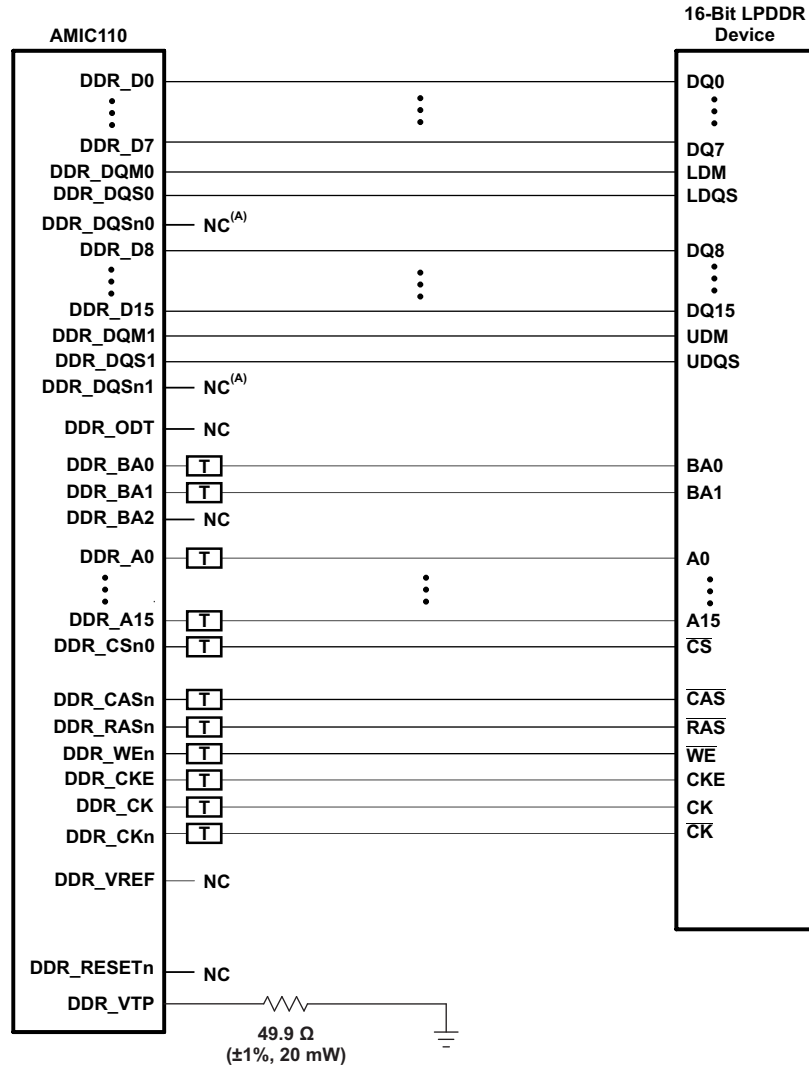 16-Bit LPDDR
Device
AMIC110
DDR_D0
DQ0
DDR_D7
DQ7
DDR_DQM0
LDM
DDR_DQS0
LDQS
DDR_DQSn0
NC(A)
DDR_D8
DQ8
DDR_D15
DQ15
DDR_DQM1
UDM
DDR_DQS1
UDQS
DDR_DQSn1
NC(A)
DDR_ODT
NC
DDR_BA0
T
BA0
DDR_BA1
T
BA1
DDR_BA2
NC
DDR_A0
T
A0
DDR_A15
T
A15
DDR_CSn0
T
CS
DDR_CASn
T
CAS
DDR_RASn
T
RAS
DDR_WEn
T
WE
DDR_CKE
T
CKE
DDR_CK
T
CK
DDR_CKn
T
CK
DDR_VREF
NC
DDR_RESETn
NC
DDR_VTP
49.9 Ω
(±1%, 20 mW)